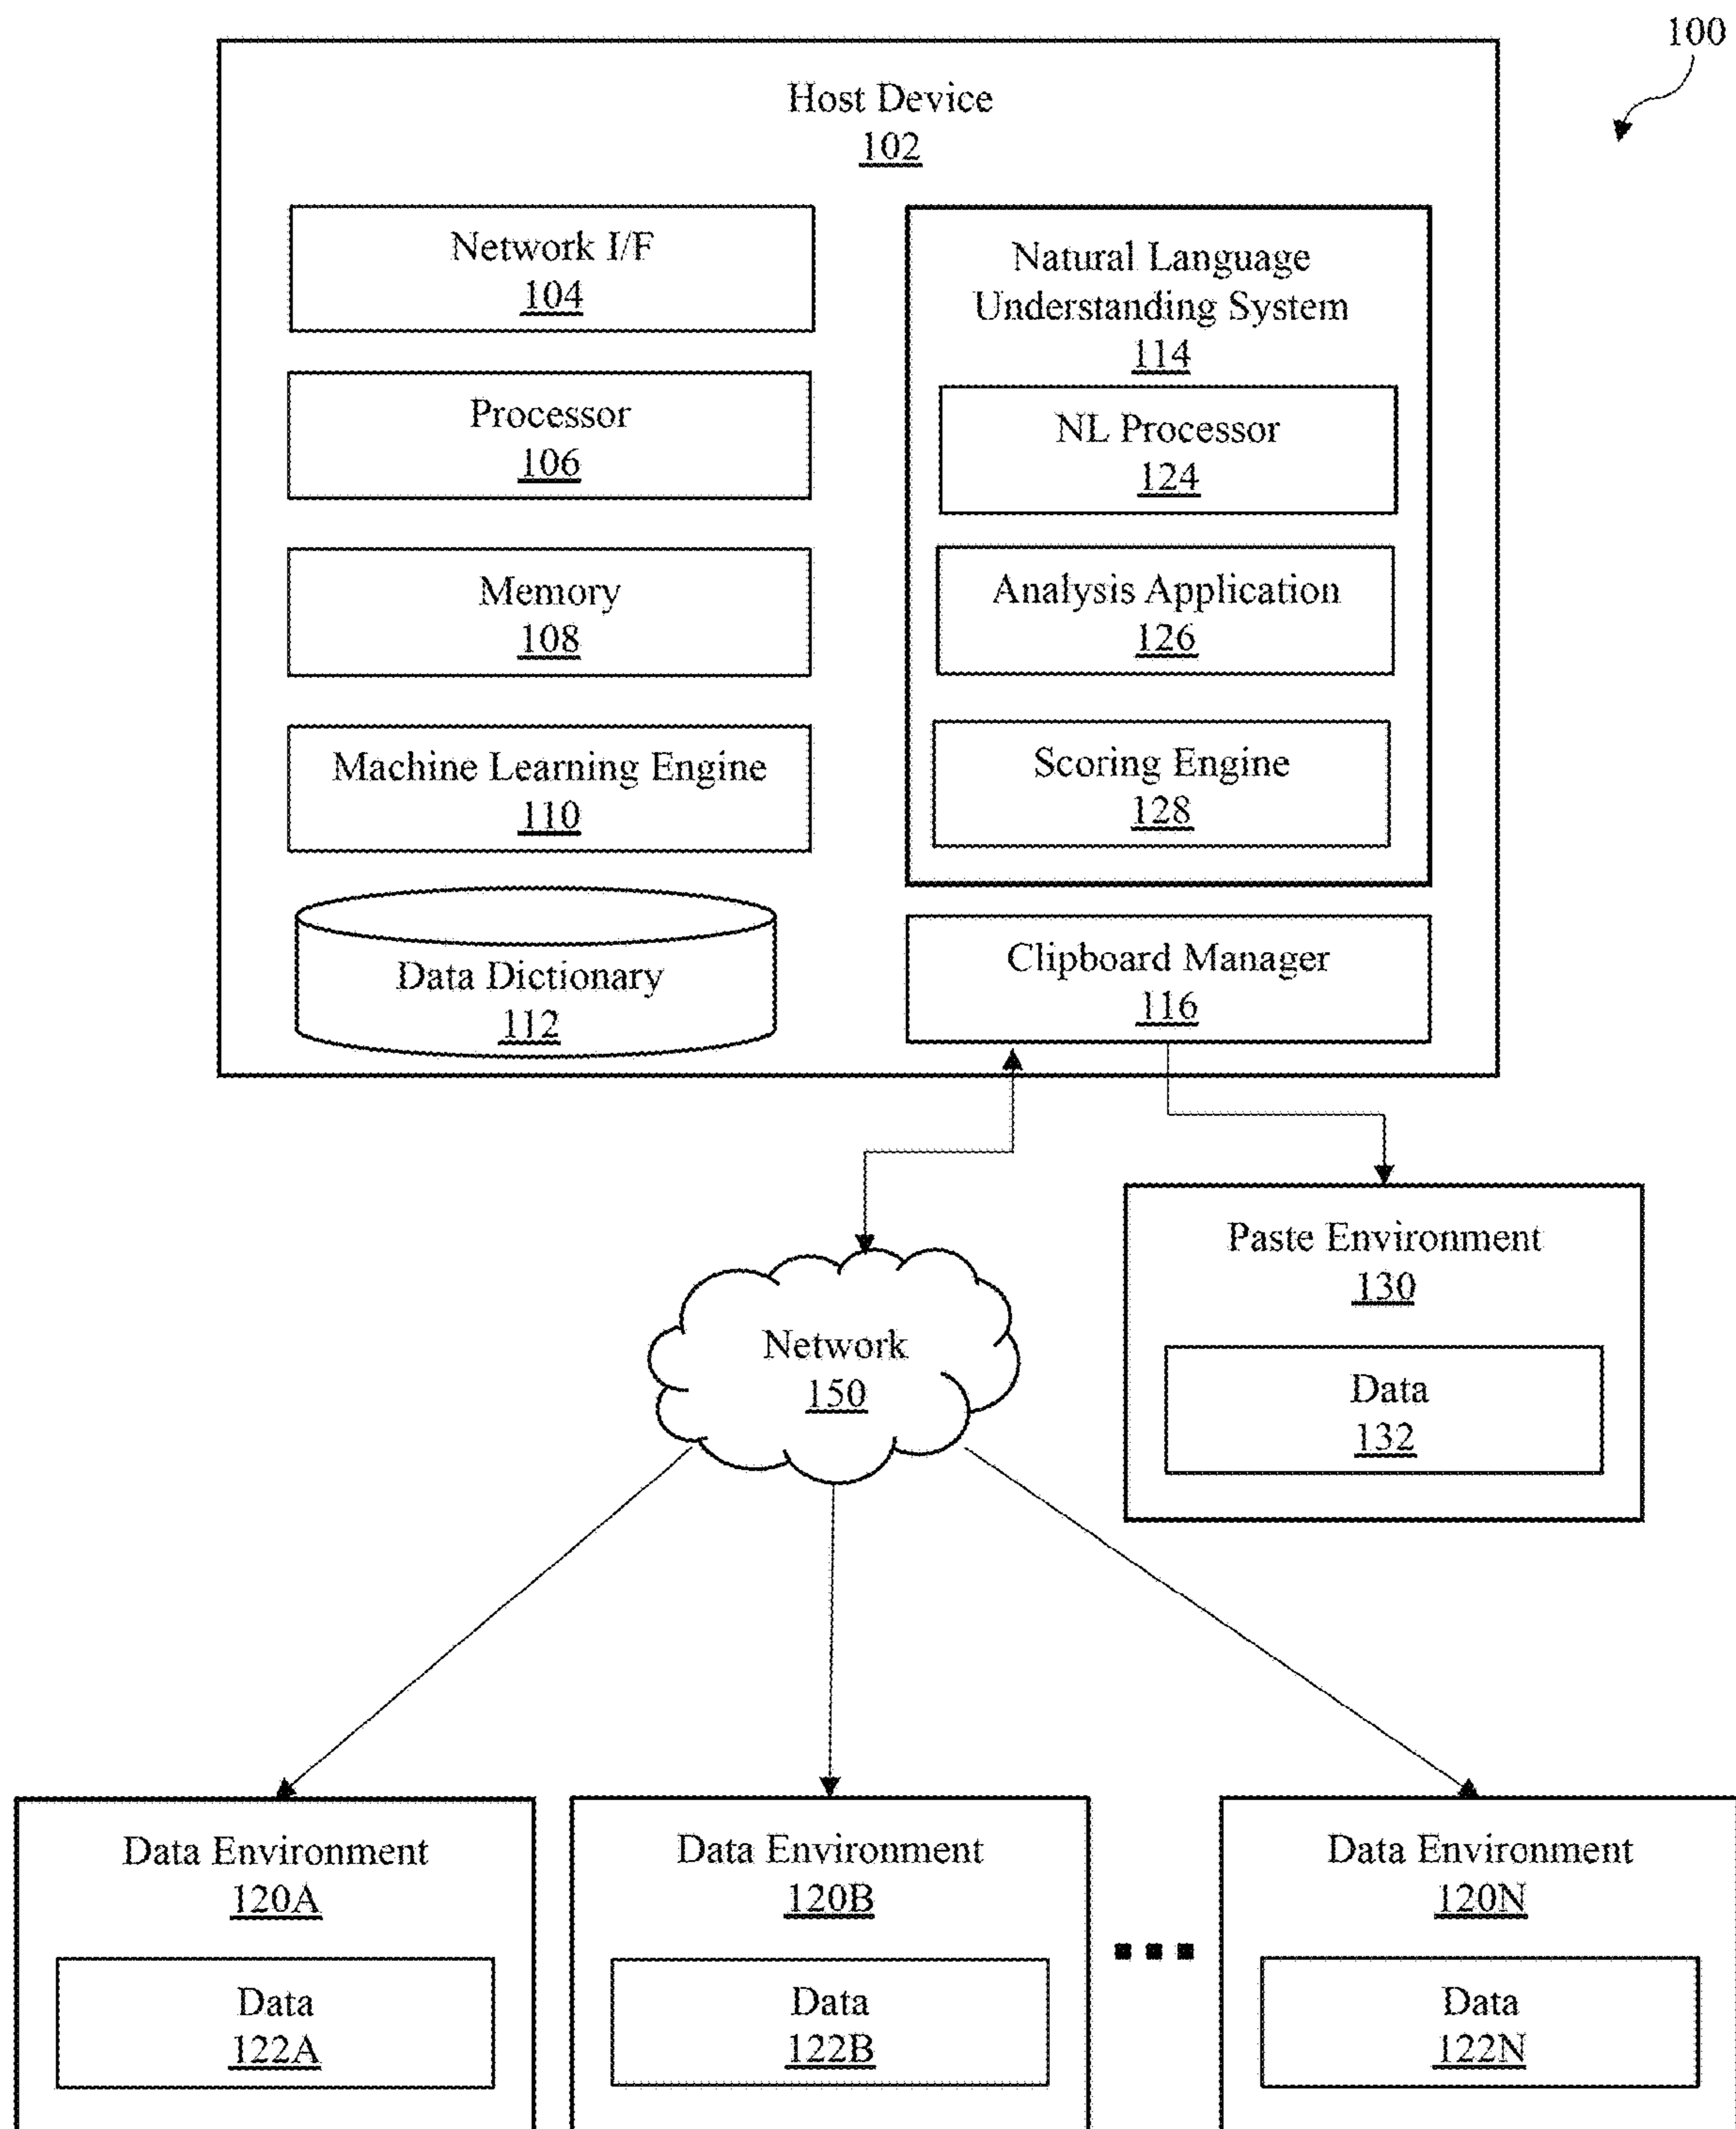 100
Host Device
102
Network I/F
104
Processor
106
Memory
108
Machine Learning Engine
110
Data Dictionary
112
Natural Language
Understanding System
114
NL Processor
124
Analysis Application
126
Scoring Engine
128
Clipboard Manager
116
Network
150
Paste Environment
130
Data
132
Data Environment
120A
Data
122A
Data Environment
120B
Data
122B
Data Environment
120N
Data
122N